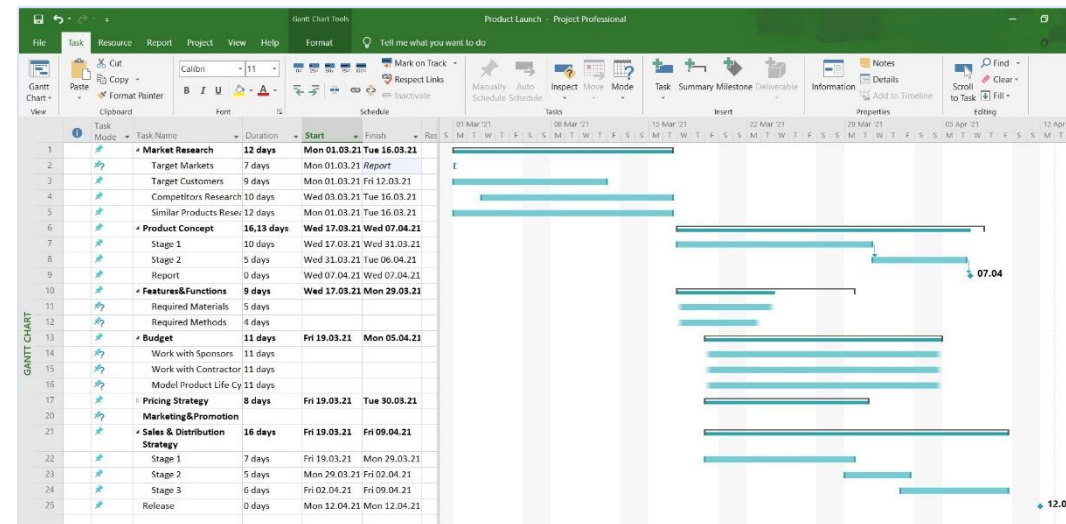 Gantt Chart Tools
Product Launch - Project Professional
File Task Resource Report Project View Help Format Tell me what you want to do
Gantt Chart
View
Paste
Cut
Copy
Format Painter
Clipboard
Calibri 11
B I U A
Font
Mark on Track
Respect Links
Inactivate
Schedule
Manually Schedule
Auto Schedule
Inspect
Move
Mode
Tasks
Task
Summary
Milestone
Deliverable
Insert
Information
Notes
Details
Add to Timeline
Properties
Scroll to Task
Find
Clear
Fill
Editing
Task Mode Task Name Duration Start Finish
01 Mar '21 08 Mar '21 15 Mar '21 22 Mar '21 29 Mar '21 05 Apr '21 12 Apr
S M T W T F S S M T W T F S S M T W T F S S M T W T F S S M T W T F S S M T W T F S S M T
1 Market Research 12 days Mon 01.03.21 Tue 16.03.21
2 Target Markets 7 days Mon 01.03.21 Report
3 Target Customers 9 days Mon 01.03.21 Fri 12.03.21
4 Competitors Research 10 days Wed 03.03.21 Tue 16.03.21
5 Similar Products Resea 12 days Mon 01.03.21 Tue 16.03.21
6 Product Concept 16,13 days Wed 17.03.21 Wed 07.04.21
7 Stage 1 10 days Wed 17.03.21 Wed 31.03.21
8 Stage 2 5 days Wed 31.03.21 Tue 06.04.21
9 Report 0 days Wed 07.04.21 Wed 07.04.21 07.04
10 Features&Functions 9 days Wed 17.03.21 Mon 29.03.21
11 Required Materials 5 days
12 Required Methods 4 days
13 Budget 11 days Fri 19.03.21 Mon 05.04.21
14 Work with Sponsors 11 days
15 Work with Contractor 11 days
16 Model Product Life Cy 11 days
17 Pricing Strategy 8 days Fri 19.03.21 Tue 30.03.21
20 Marketing&Promotion
21 Sales & Distribution Strategy 16 days Fri 19.03.21 Fri 09.04.21
22 Stage 1 7 days Fri 19.03.21 Mon 29.03.21
23 Stage 2 5 days Mon 29.03.21 Fri 02.04.21
24 Stage 3 6 days Fri 02.04.21 Fri 09.04.21
25 Release 0 days Mon 12.04.21 Mon 12.04.21 12.0
GANTT CHART